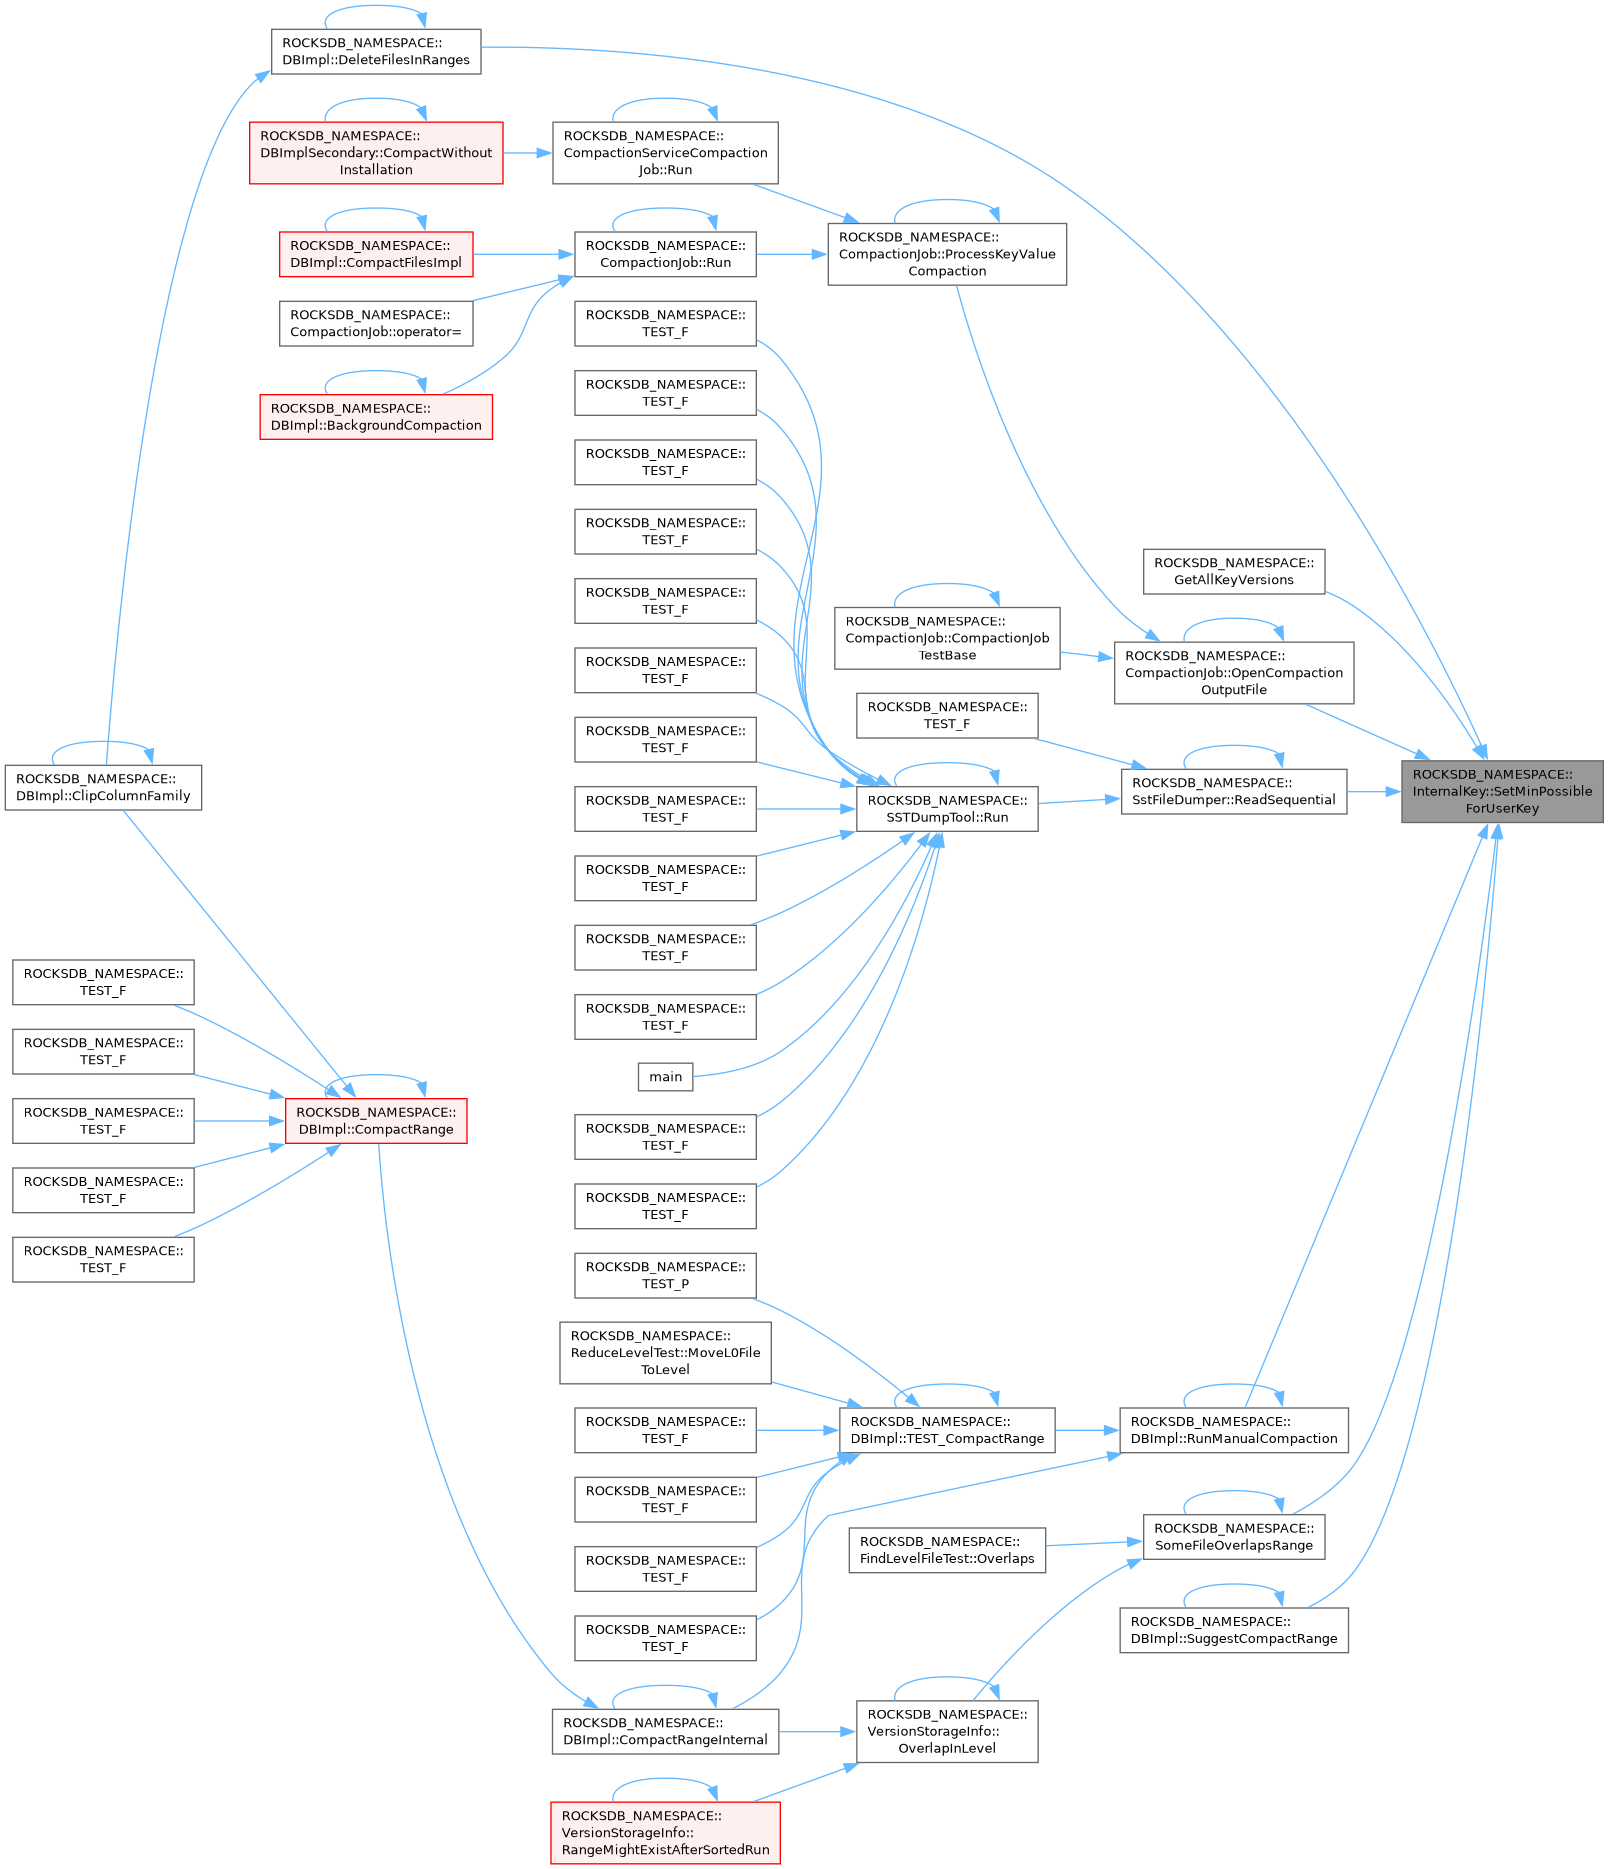 ROCKSDB_NAMESPACE::
DBImpl::DeleteFilesInRanges
ROCKSDB_NAMESPACE::
DBImplSecondary::CompactWithout
Installation
ROCKSDB_NAMESPACE::
CompactionServiceCompaction
Job::Run
ROCKSDB_NAMESPACE::
DBImpl::CompactFilesImpl
ROCKSDB_NAMESPACE::
CompactionJob::Run
ROCKSDB_NAMESPACE::
CompactionJob::ProcessKeyValue
Compaction
ROCKSDB_NAMESPACE::
CompactionJob::operator=
ROCKSDB_NAMESPACE::
DBImpl::BackgroundCompaction
ROCKSDB_NAMESPACE::
TEST_F
ROCKSDB_NAMESPACE::
TEST_F
ROCKSDB_NAMESPACE::
TEST_F
ROCKSDB_NAMESPACE::
TEST_F
ROCKSDB_NAMESPACE::
TEST_F
ROCKSDB_NAMESPACE::
TEST_F
ROCKSDB_NAMESPACE::
TEST_F
ROCKSDB_NAMESPACE::
TEST_F
ROCKSDB_NAMESPACE::
TEST_F
ROCKSDB_NAMESPACE::
TEST_F
ROCKSDB_NAMESPACE::
TEST_F
main
ROCKSDB_NAMESPACE::
TEST_F
ROCKSDB_NAMESPACE::
TEST_F
ROCKSDB_NAMESPACE::
GetAllKeyVersions
ROCKSDB_NAMESPACE::
CompactionJob::CompactionJob
TestBase
ROCKSDB_NAMESPACE::
CompactionJob::OpenCompaction
OutputFile
ROCKSDB_NAMESPACE::
TEST_F
ROCKSDB_NAMESPACE::
SSTDumpTool::Run
ROCKSDB_NAMESPACE::
SstFileDumper::ReadSequential
ROCKSDB_NAMESPACE::
InternalKey::SetMinPossible
ForUserKey
ROCKSDB_NAMESPACE::
DBImpl::ClipColumnFamily
ROCKSDB_NAMESPACE::
TEST_F
ROCKSDB_NAMESPACE::
TEST_F
ROCKSDB_NAMESPACE::
TEST_F
ROCKSDB_NAMESPACE::
TEST_F
ROCKSDB_NAMESPACE::
TEST_F
ROCKSDB_NAMESPACE::
DBImpl::CompactRange
ROCKSDB_NAMESPACE::
TEST_P
ROCKSDB_NAMESPACE::
ReduceLevelTest::MoveL0File
ToLevel
ROCKSDB_NAMESPACE::
TEST_F
ROCKSDB_NAMESPACE::
TEST_F
ROCKSDB_NAMESPACE::
TEST_F
ROCKSDB_NAMESPACE::
TEST_F
ROCKSDB_NAMESPACE::
DBImpl::TEST_CompactRange
ROCKSDB_NAMESPACE::
DBImpl::RunManualCompaction
ROCKSDB_NAMESPACE::
FindLevelFileTest::Overlaps
ROCKSDB_NAMESPACE::
SomeFileOverlapsRange
ROCKSDB_NAMESPACE::
DBImpl::SuggestCompactRange
ROCKSDB_NAMESPACE::
DBImpl::CompactRangeInternal
ROCKSDB_NAMESPACE::
VersionStorageInfo::
OverlapInLevel
ROCKSDB_NAMESPACE::
VersionStorageInfo::
RangeMightExistAfterSortedRun